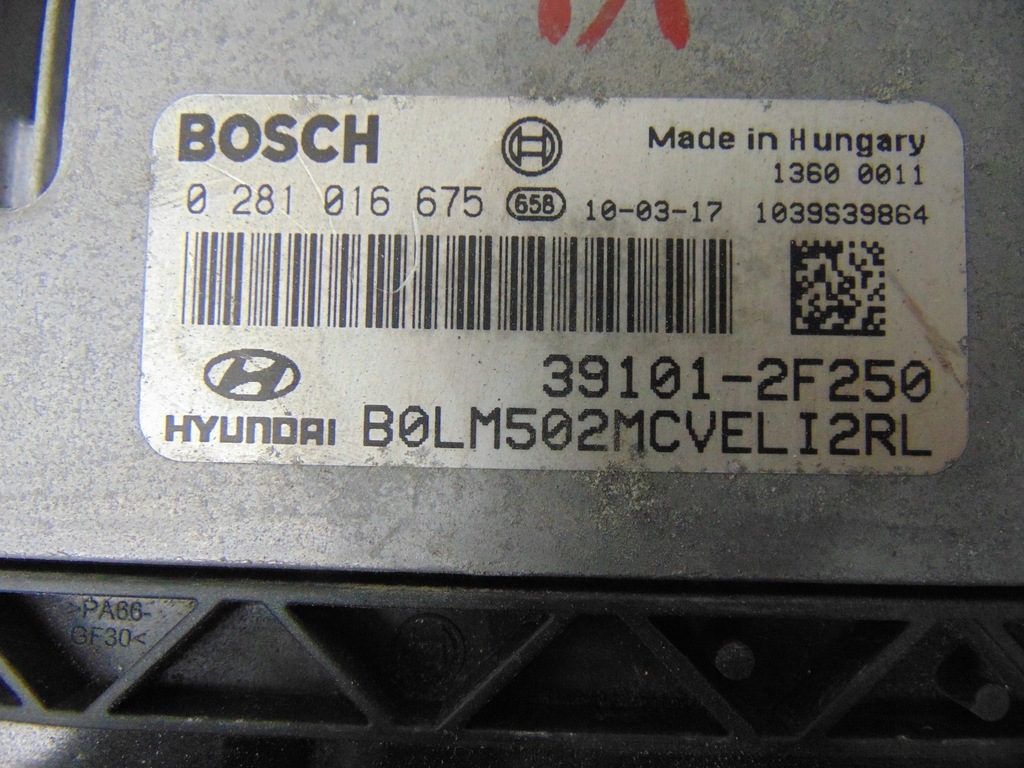 BOSCH Made in Hungary
1360 0011
0 281 016 675 658 10-03-17 1039S39864
39101-2F250
HYUNDAI B0LM502MCVELI2RL
>PA66-
GF30<